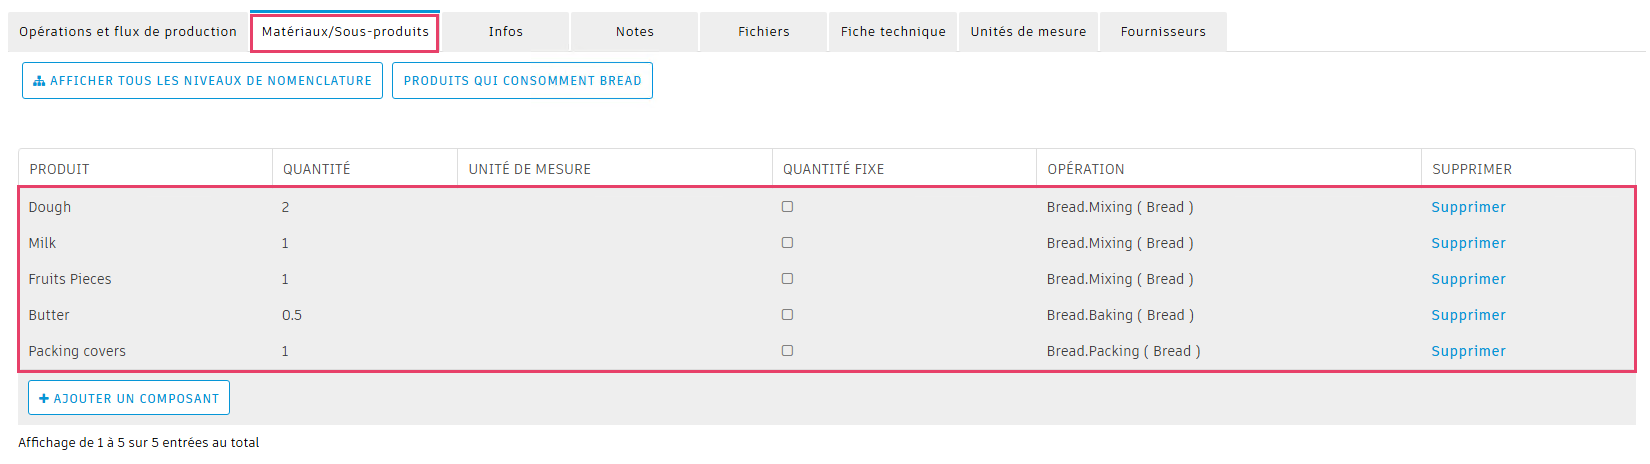 Opérations et flux de production Matériaux/Sous-produits Infos Notes Fichiers Fiche technique Unités de mesure Fournisseurs
AFFICHER TOUS LES NIVEAUX DE NOMENCLATURE PRODUITS QUI CONSOMMENT BREAD
PRODUIT QUANTITÉ UNITÉ DE MESURE QUANTITÉ FIXE OPÉRATION SUPPRIMER
Dough 2 Bread.Mixing ( Bread ) Supprimer
Milk 1 Bread.Mixing ( Bread ) Supprimer
Fruits Pieces 1 Bread.Mixing ( Bread ) Supprimer
Butter 0.5 Bread.Baking ( Bread ) Supprimer
Packing covers 1 Bread.Packing ( Bread ) Supprimer
+ AJOUTER UN COMPOSANT
Affichage de 1 à 5 sur 5 entrées au total